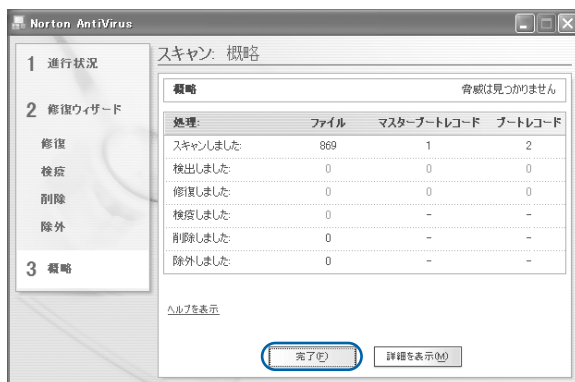 Norton AntiVirus
1 進行状況
2 修復ウィザード
修復
検疫
削除
除外
3 概略
スキャン: 概略
概略 脅威は見つかりません
処理: ファイル マスターブートレコード ブートレコード
スキャンしました: 869 1 2
検出しました: 0 0 0
修復しました: 0 0 0
検疫しました: 0 - -
削除しました: 0 - -
除外しました: 0 - -
ヘルプを表示
完了(F) 詳細を表示(M)